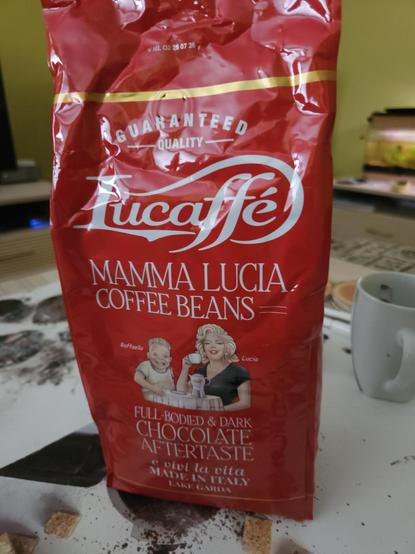 GUARANTEED
QUALITY
Lucaffé
MAMMA LUCIA
COFFEE BEANS
Raffaello
Lucia
FULL-BODIED & DARK
CHOCOLATE
AFTERTASTE
vivi la vita
MADE IN ITALY
LAKE GARDA